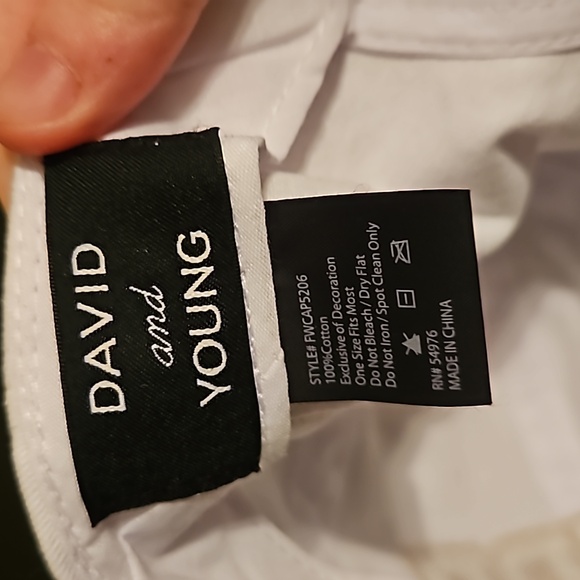 DAVID
and
YOUNG
STYLE# FWCAP5206
100%Cotton
Exclusive of Decoration
One Size Fits Most
Do Not Bleach / Dry Flat
Do Not Iron / Spot Clean Only
RN# 54976
MADE IN CHINA